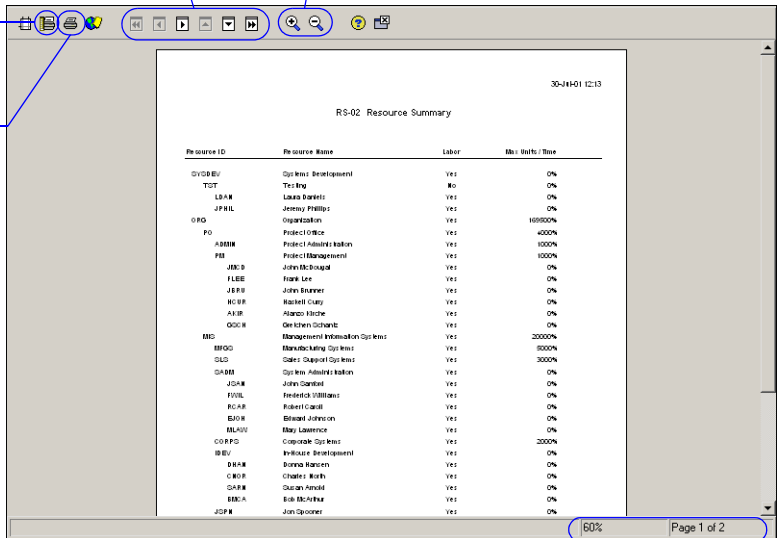 30-Jul-01 12:13
RS-02 Resource Summary
Resource ID Resource Name Labor Max Units / Time
SYSDEV Systems Development Yes 0%
TST Testing No 0%
LDAN Laura Daniels Yes 0%
JPHIL Jeremy Phillips Yes 0%
ORG Organization Yes 169500%
PO Project Office Yes 4000%
ADMIN Project Administration Yes 1000%
PM Project Management Yes 1000%
JMCD John McDougal Yes 0%
FLEE Frank Lee Yes 0%
JBRU John Brunner Yes 0%
HCUR Haskell Curry Yes 0%
AKIR Alanzo Kirche Yes 0%
GSCH Gretchen Schantz Yes 0%
MIS Management Information Systems Yes 20000%
MFGS Manufacturing Systems Yes 5000%
SLS Sales Support Systems Yes 3000%
SADM System Administration Yes 0%
JSAN John Sanford Yes 0%
FWIL Frederick Williams Yes 0%
RCAR Robert Caroll Yes 0%
EJOH Edward Johnson Yes 0%
MLAW Mary Lawrence Yes 0%
CORPS Corporate Systems Yes 2000%
IDEV In-House Development Yes 0%
DHAN Donna Hansen Yes 0%
CNOR Charles North Yes 0%
SARN Susan Arnold Yes 0%
BMCA Bob McArthur Yes 0%
JSPN Jon Spooner Yes 0%
60% Page 1 of 2